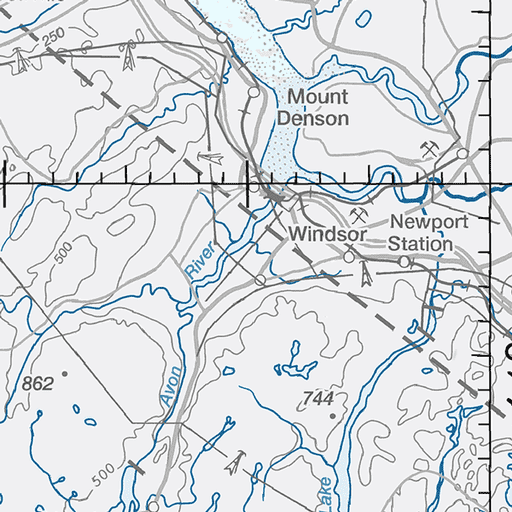 250
Mount
Denson
Newport
Station
Windsor
River
500
862
Avon
744
500
Lake